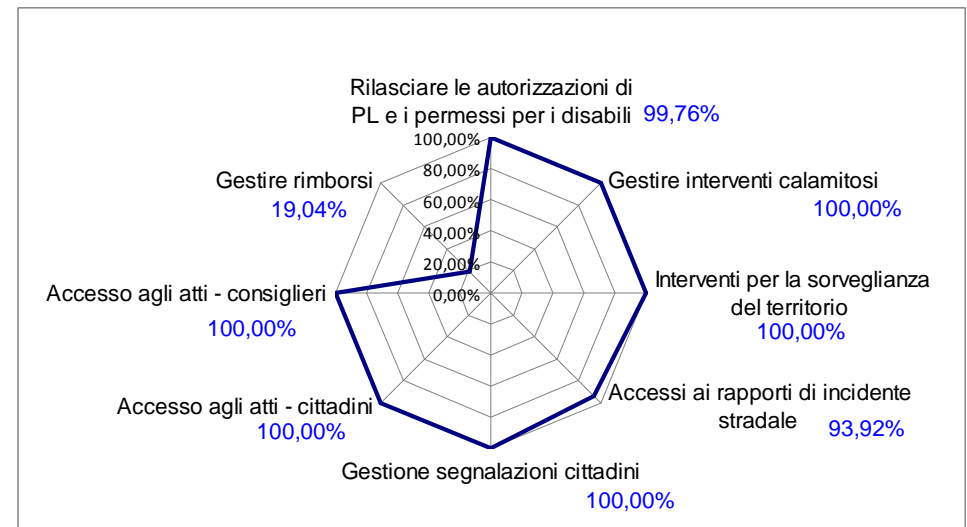 Rilasciare le autorizzazioni di
PL e i permessi per i disabili 99,76%
100,00%
80,00%
60,00%
40,00%
20,00%
0,00%
Gestire interventi calamitosi
100,00%
Interventi per la sorveglianza
del territorio
100,00%
Accessi ai rapporti di incidente
stradale 93,92%
Gestione segnalazioni cittadini
100,00%
Accesso agli atti - cittadini
100,00%
Accesso agli atti - consiglieri
100,00%
Gestire rimborsi
19,04%